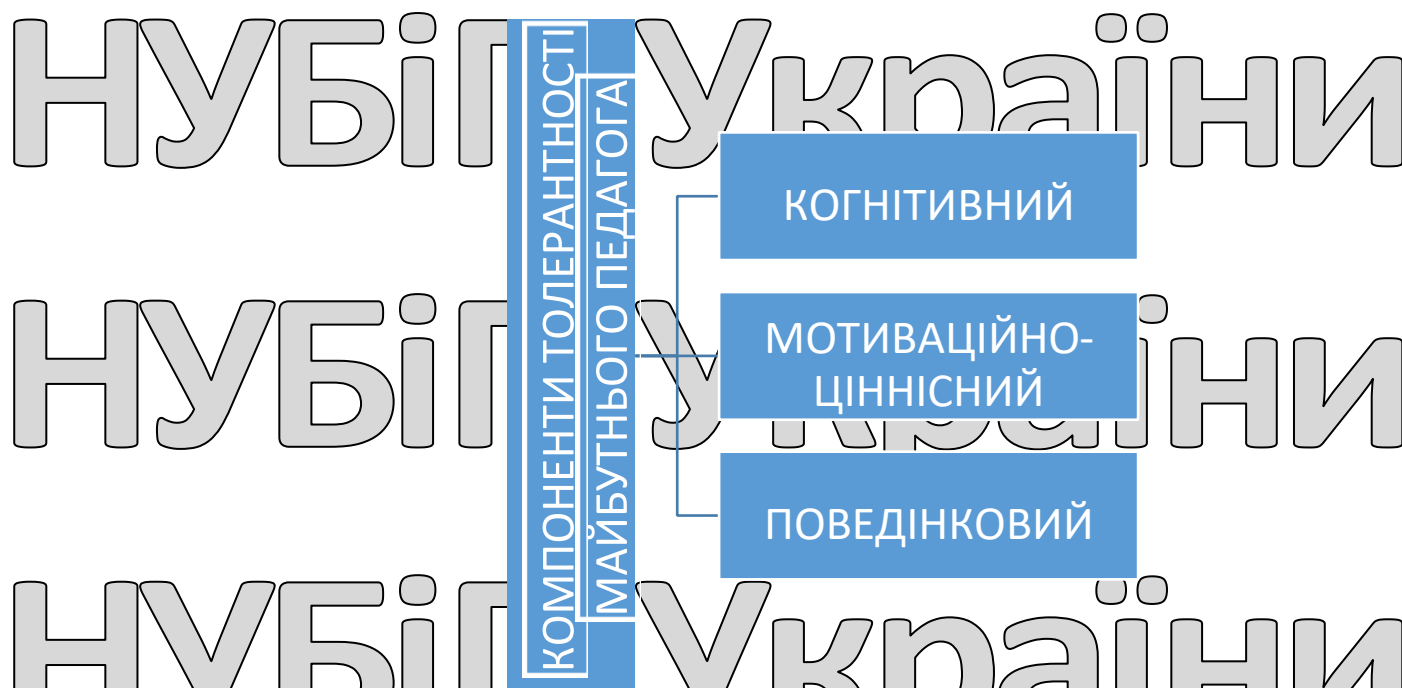 НУБіП України
КОМПОНЕНТИ ТОЛЕРАНТНОСТІ
МАЙБУТНЬОГО ПЕДАГОГА
КОГНІТИВНИЙ
МОТИВАЦІЙНО-
ЦІННІСНИЙ
НУБіП України
ПОВЕДІНКОВИЙ
НУБіП України